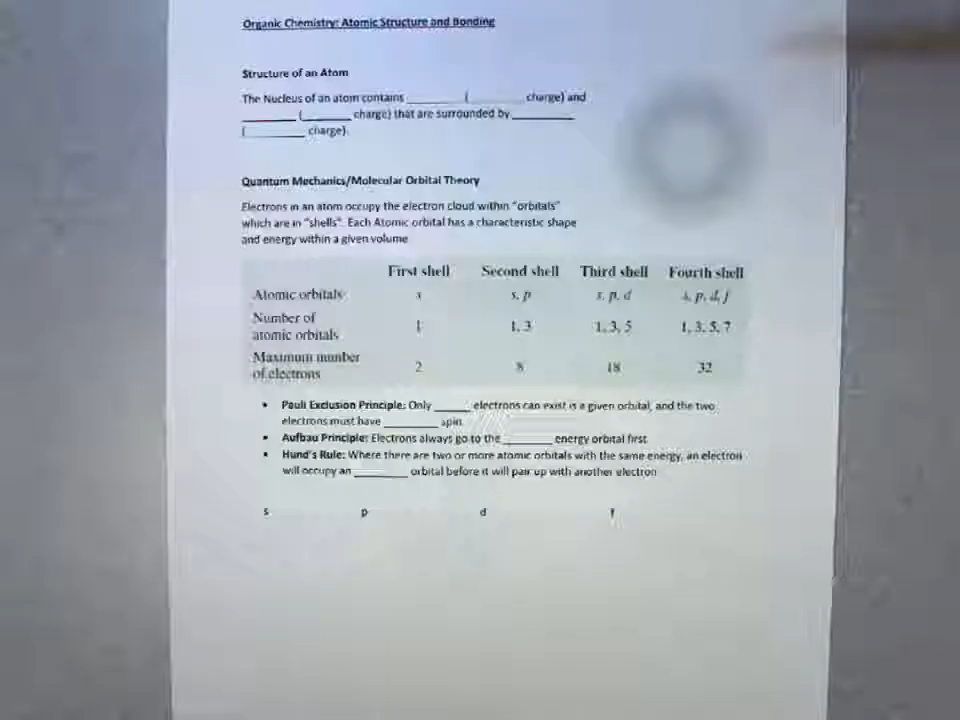 Organic Chemistry: Atomic Structure and Bonding
Structure of an Atom
The Nucleus of an atom contains ________ (________ charge) and
________ (________ charge) that are surrounded by ________
(________ charge).
Quantum Mechanics/Molecular Orbital Theory
Electrons in an atom occupy the electron cloud within "orbitals"
which are in "shells". Each Atomic orbital has a characteristic shape
and energy within a given volume
First shell Second shell Third shell Fourth shell
Atomic orbitals s s, p s, p, d s, p, d, f
Number of
atomic orbitals 1 1, 3 1, 3, 5 1, 3, 5, 7
Maximum number
of electrons 2 8 18 32
• Pauli Exclusion Principle: Only _____ electrons can exist is a given orbital, and the two
electrons must have ________ spin
• Aufbau Principle: Electrons always go to the ________ energy orbital first
• Hund's Rule: Where there are two or more atomic orbitals with the same energy, an electron
will occupy an ________ orbital before it will pair up with another electron
s p d f